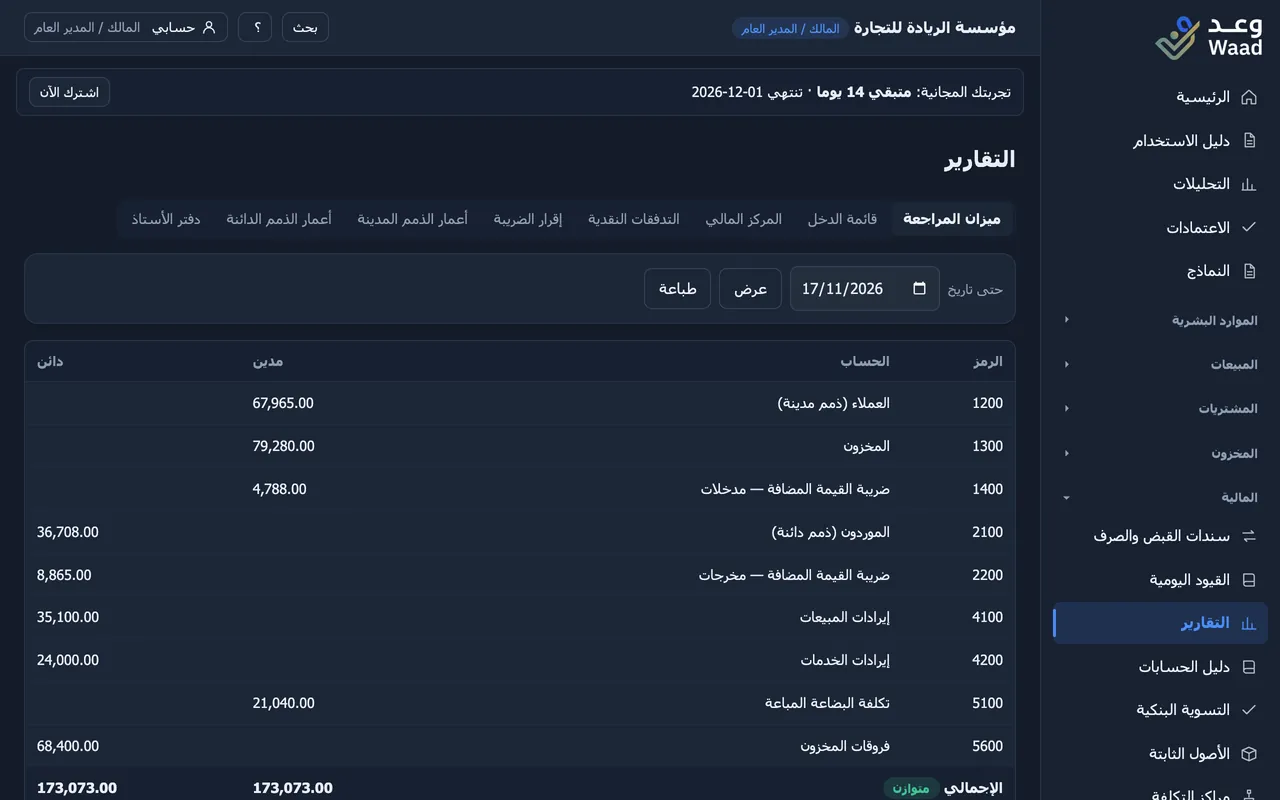 وعد
Waad
الرئيسية
دليل الاستخدام
التحليلات
الاعتمادات
النماذج
الموارد البشرية
المبيعات
المشتريات
المخزون
المالية
سندات القبض والصرف
القيود اليومية
التقارير
دليل الحسابات
التسوية البنكية
الأصول الثابتة
مراكز التكلفة
مؤسسة الريادة للتجارة المالك / المدير العام
بحث
؟
حسابي المالك / المدير العام
تجربتك المجانية: متبقي 14 يوما · تنتهي 01-12-2026
اشترك الآن
التقارير
ميزان المراجعة قائمة الدخل المركز المالي التدفقات النقدية إقرار الضريبة أعمار الذمم المدينة أعمار الذمم الدائنة دفتر الأستاذ
حتى تاريخ 17/11/2026 عرض طباعة
الرمز الحساب مدين دائن
1200 العملاء (ذمم مدينة) 67,965.00
1300 المخزون 79,280.00
1400 ضريبة القيمة المضافة — مدخلات 4,788.00
2100 الموردون (ذمم دائنة) 36,708.00
2200 ضريبة القيمة المضافة — مخرجات 8,865.00
4100 إيرادات المبيعات 35,100.00
4200 إيرادات الخدمات 24,000.00
5100 تكلفة البضاعة المباعة 21,040.00
5600 فروقات المخزون 68,400.00
الإجمالي متوازن 173,073.00 173,073.00